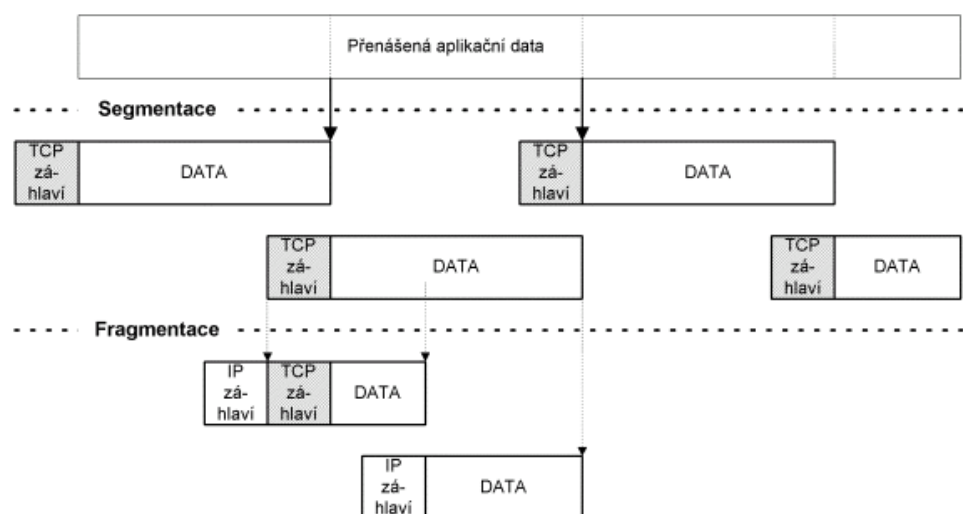 Přenášená aplikační data
Segmentace
TCP
zá-
hlaví
DATA
TCP
zá-
hlaví
DATA
TCP
zá-
hlaví
DATA
TCP
zá-
hlaví
DATA
Fragmentace
IP
zá-
hlaví
TCP
zá-
hlaví
DATA
IP
zá-
hlaví
DATA